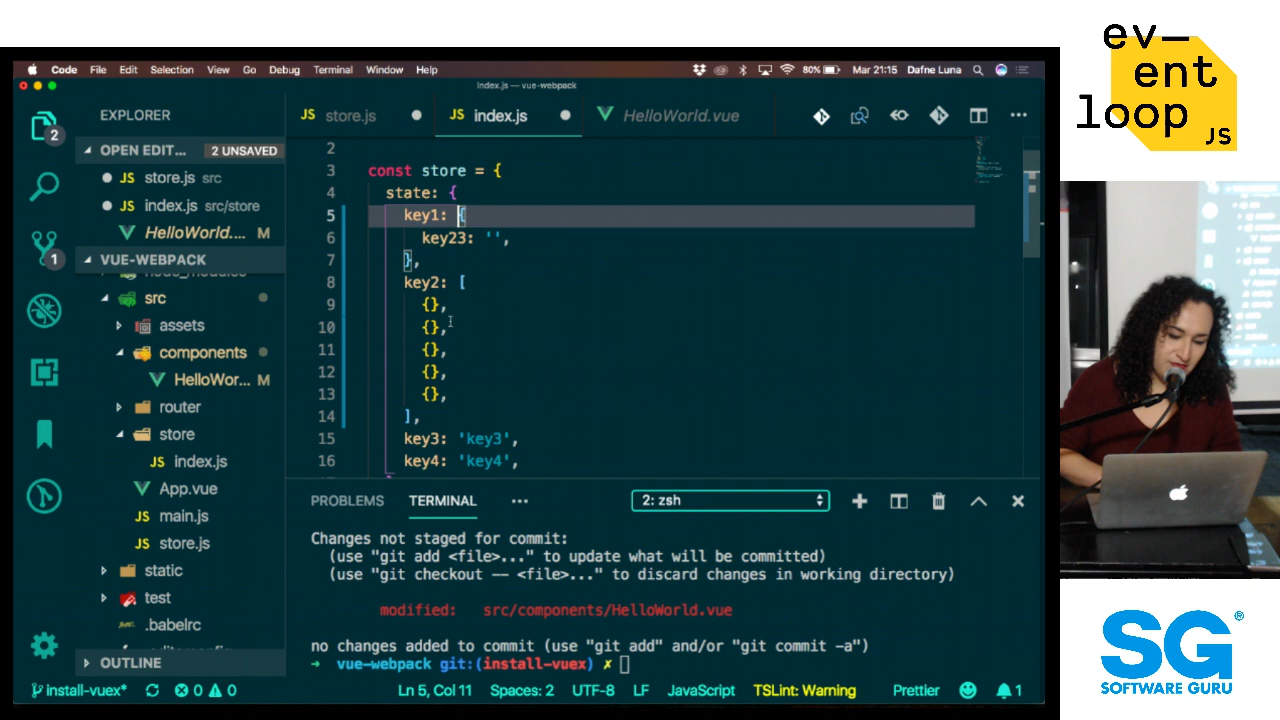 Code File Edit Selection View Go Debug Terminal Window Help
80% Mar 21:15 Dafne Luna
index.js — vue-webpack
EXPLORER
OPEN EDIT... 2 UNSAVED
JS store.js src
JS index.js src/store
HelloWorld.... M
VUE-WEBPACK
src
assets
components
HelloWor... M
router
store
JS index.js
App.vue
JS main.js
JS store.js
static
test
.babelrc
OUTLINE
2
1
JS store.js
JS index.js
HelloWorld.vue
2
3 const store = {
4 state: {
5 key1: {
6 key23: '',
7 },
8 key2: [
9 {},
10 {},
11 {},
12 {},
13 {},
14 ],
15 key3: 'key3',
16 key4: 'key4',
PROBLEMS TERMINAL ... 2: zsh
Changes not staged for commit:
(use "git add <file>..." to update what will be committed)
(use "git checkout -- <file>..." to discard changes in working directory)
modified: src/components/HelloWorld.vue
no changes added to commit (use "git add" and/or "git commit -a")
→ vue-webpack git:(install-vuex) ✗
install-vuex* 0 0 Ln 5, Col 11 Spaces: 2 UTF-8 LF JavaScript TSLint: Warning Prettier 1
ev—
ent
loop JS
SG®
SOFTWARE GURU